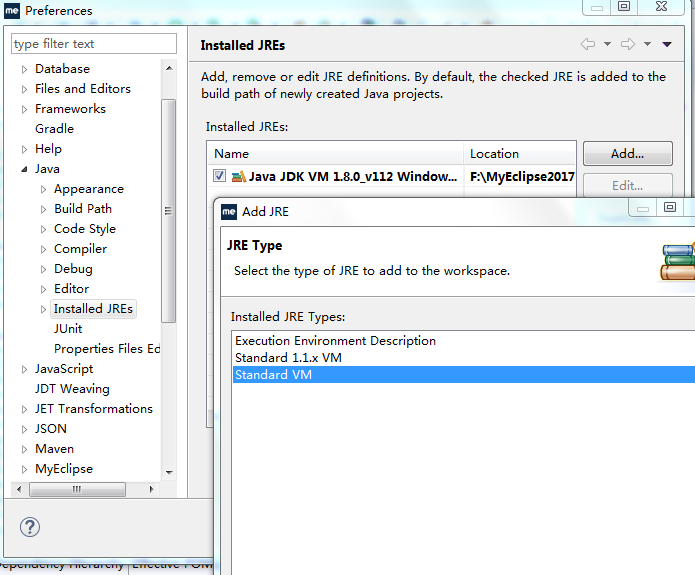 me Preferences
type filter text
Database
Files and Editors
Frameworks
Gradle
Help
Java
Appearance
Build Path
Code Style
Compiler
Debug
Editor
Installed JREs
JUnit
Properties Files Ed
JavaScript
JDT Weaving
JET Transformations
JSON
Maven
MyEclipse
Installed JREs
Add, remove or edit JRE definitions. By default, the checked JRE is added to the
build path of newly created Java projects.
Installed JREs:
Name Location
Java JDK VM 1.8.0_v112 Window... F:\MyEclipse2017
Add...
Edit...
me Add JRE
JRE Type
Select the type of JRE to add to the workspace.
Installed JRE Types:
Execution Environment Description
Standard 1.1.x VM
Standard VM
?
ependency Hierarchy Effective POM